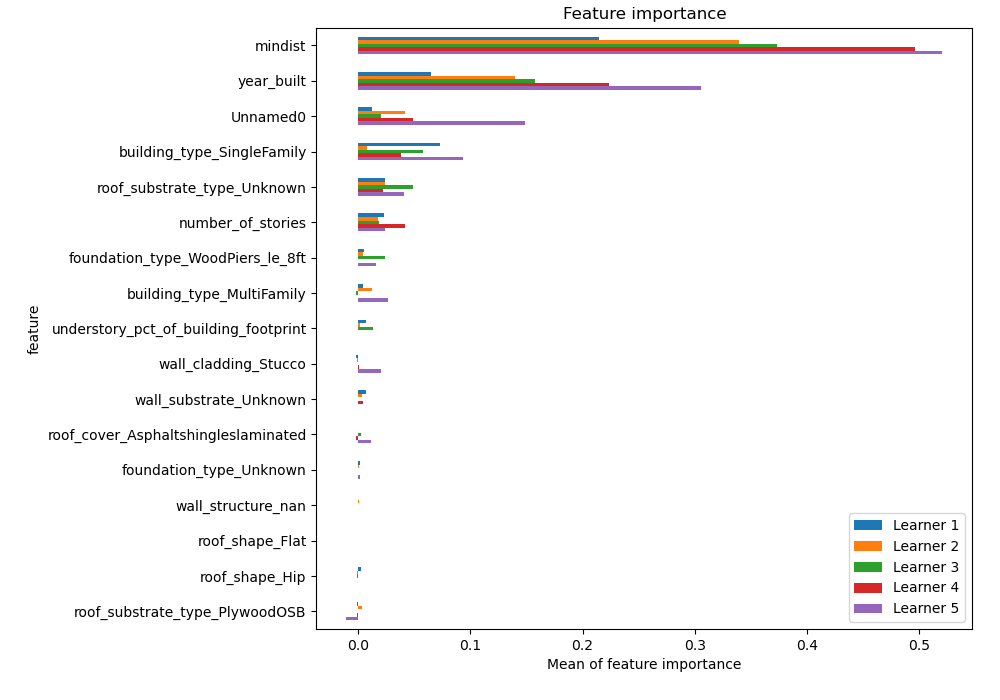 Feature importance
mindist
year_built
Unnamed0
building_type_SingleFamily
roof_substrate_type_Unknown
number_of_stories
foundation_type_WoodPiers_le_8ft
building_type_MultiFamily
understory_pct_of_building_footprint
wall_cladding_Stucco
wall_substrate_Unknown
roof_cover_Asphaltshingleslaminated
foundation_type_Unknown
wall_structure_nan
roof_shape_Flat
roof_shape_Hip
roof_substrate_type_PlywoodOSB
feature
Learner 1
Learner 2
Learner 3
Learner 4
Learner 5
0.0 0.1 0.2 0.3 0.4 0.5
Mean of feature importance